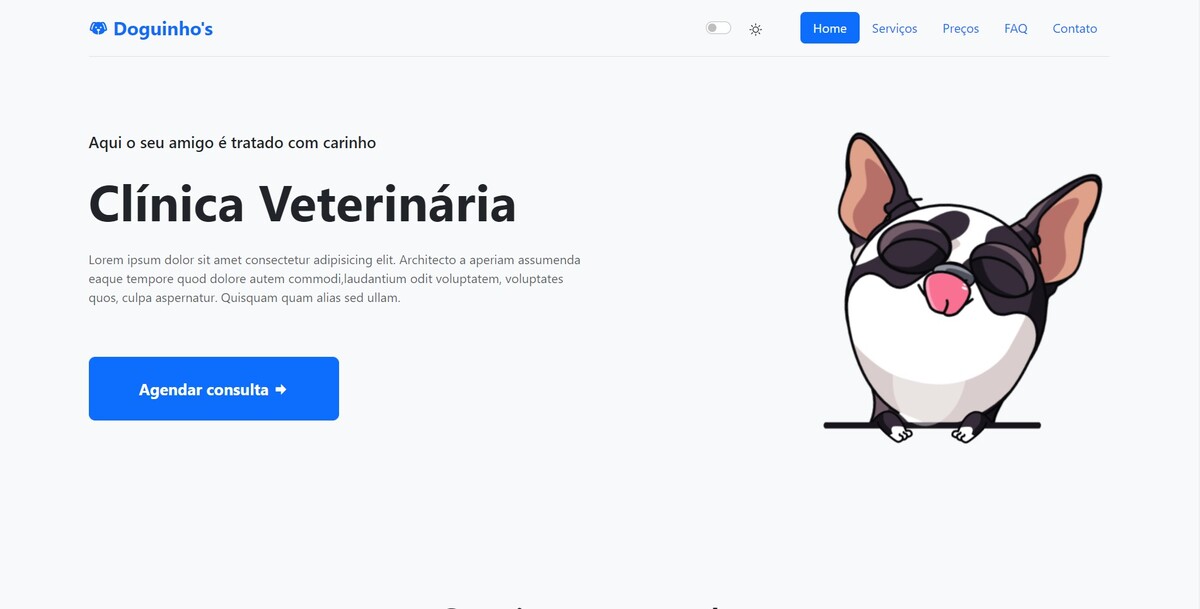 Doguinho's
Home
Serviços
Preços
FAQ
Contato
Aqui o seu amigo é tratado com carinho
Clínica Veterinária
Lorem ipsum dolor sit amet consectetur adipisicing elit. Architecto a aperiam assumenda
eaque tempore quod dolore autem commodi,laudantium odit voluptatem, voluptates
quos, culpa aspernatur. Quisquam quam alias sed ullam.
Agendar consulta